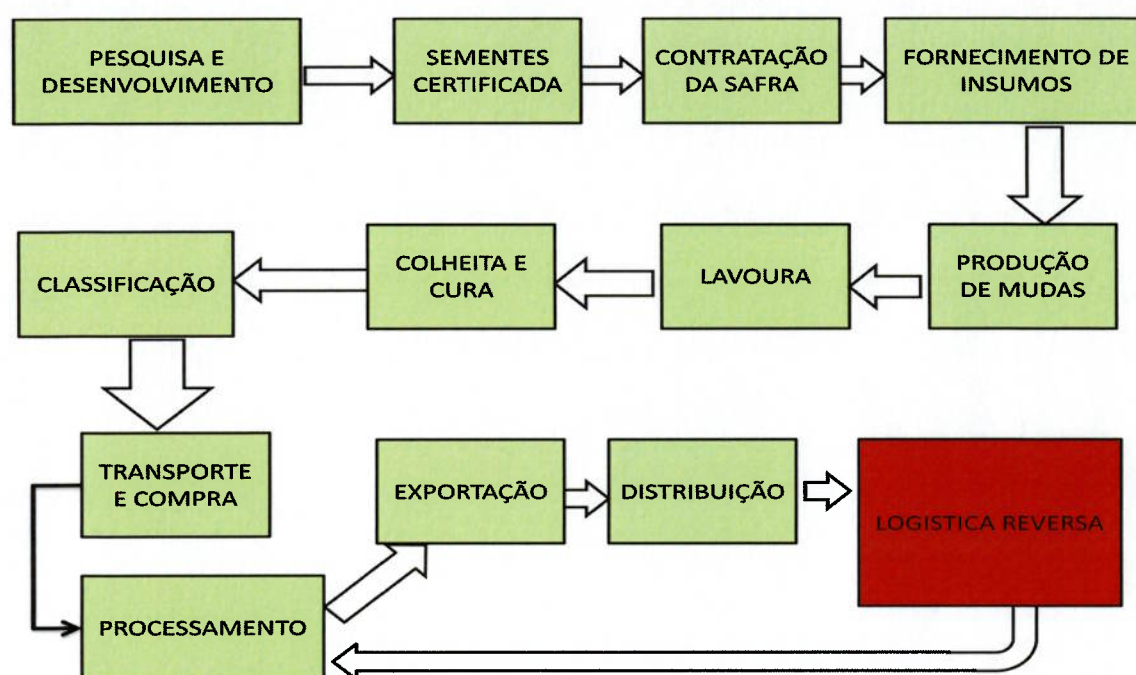 PESQUISA E
DESENVOLVIMENTO
SEMENTES
CERTIFICADA
CONTRATAÇÃO
DA SAFRA
FORNECIMENTO DE
INSUMOS
PRODUÇÃO
DE MUDAS
LAVOURA
COLHEITA E
CURA
CLASSIFICAÇÃO
TRANSPORTE
E COMPRA
PROCESSAMENTO
EXPORTAÇÃO
DISTRIBUIÇÃO
LOGISTICA REVERSA